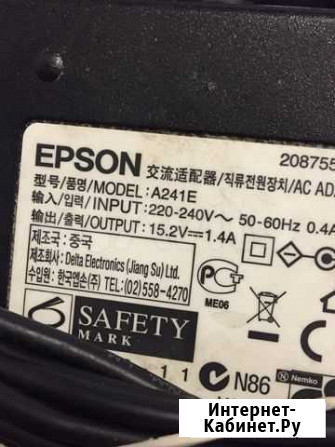 208755
EPSON 交流适配器/직류전원장치/AC AD
型号/품명/MODEL: A241E
输入/입력/INPUT: 220-240V~ 50-60Hz 0.4A
输出/출력/OUTPUT: 15.2V⎓1.4A
제조국: 중국
제조회사: Delta Electronics (Jiang Su) Ltd.
수입원: 한국엡손(주) TEL:(02)558-4270
ME06
SAFETY
MARK
1 1
N86
N Nemko
Интернет-
Кабинет.Ру